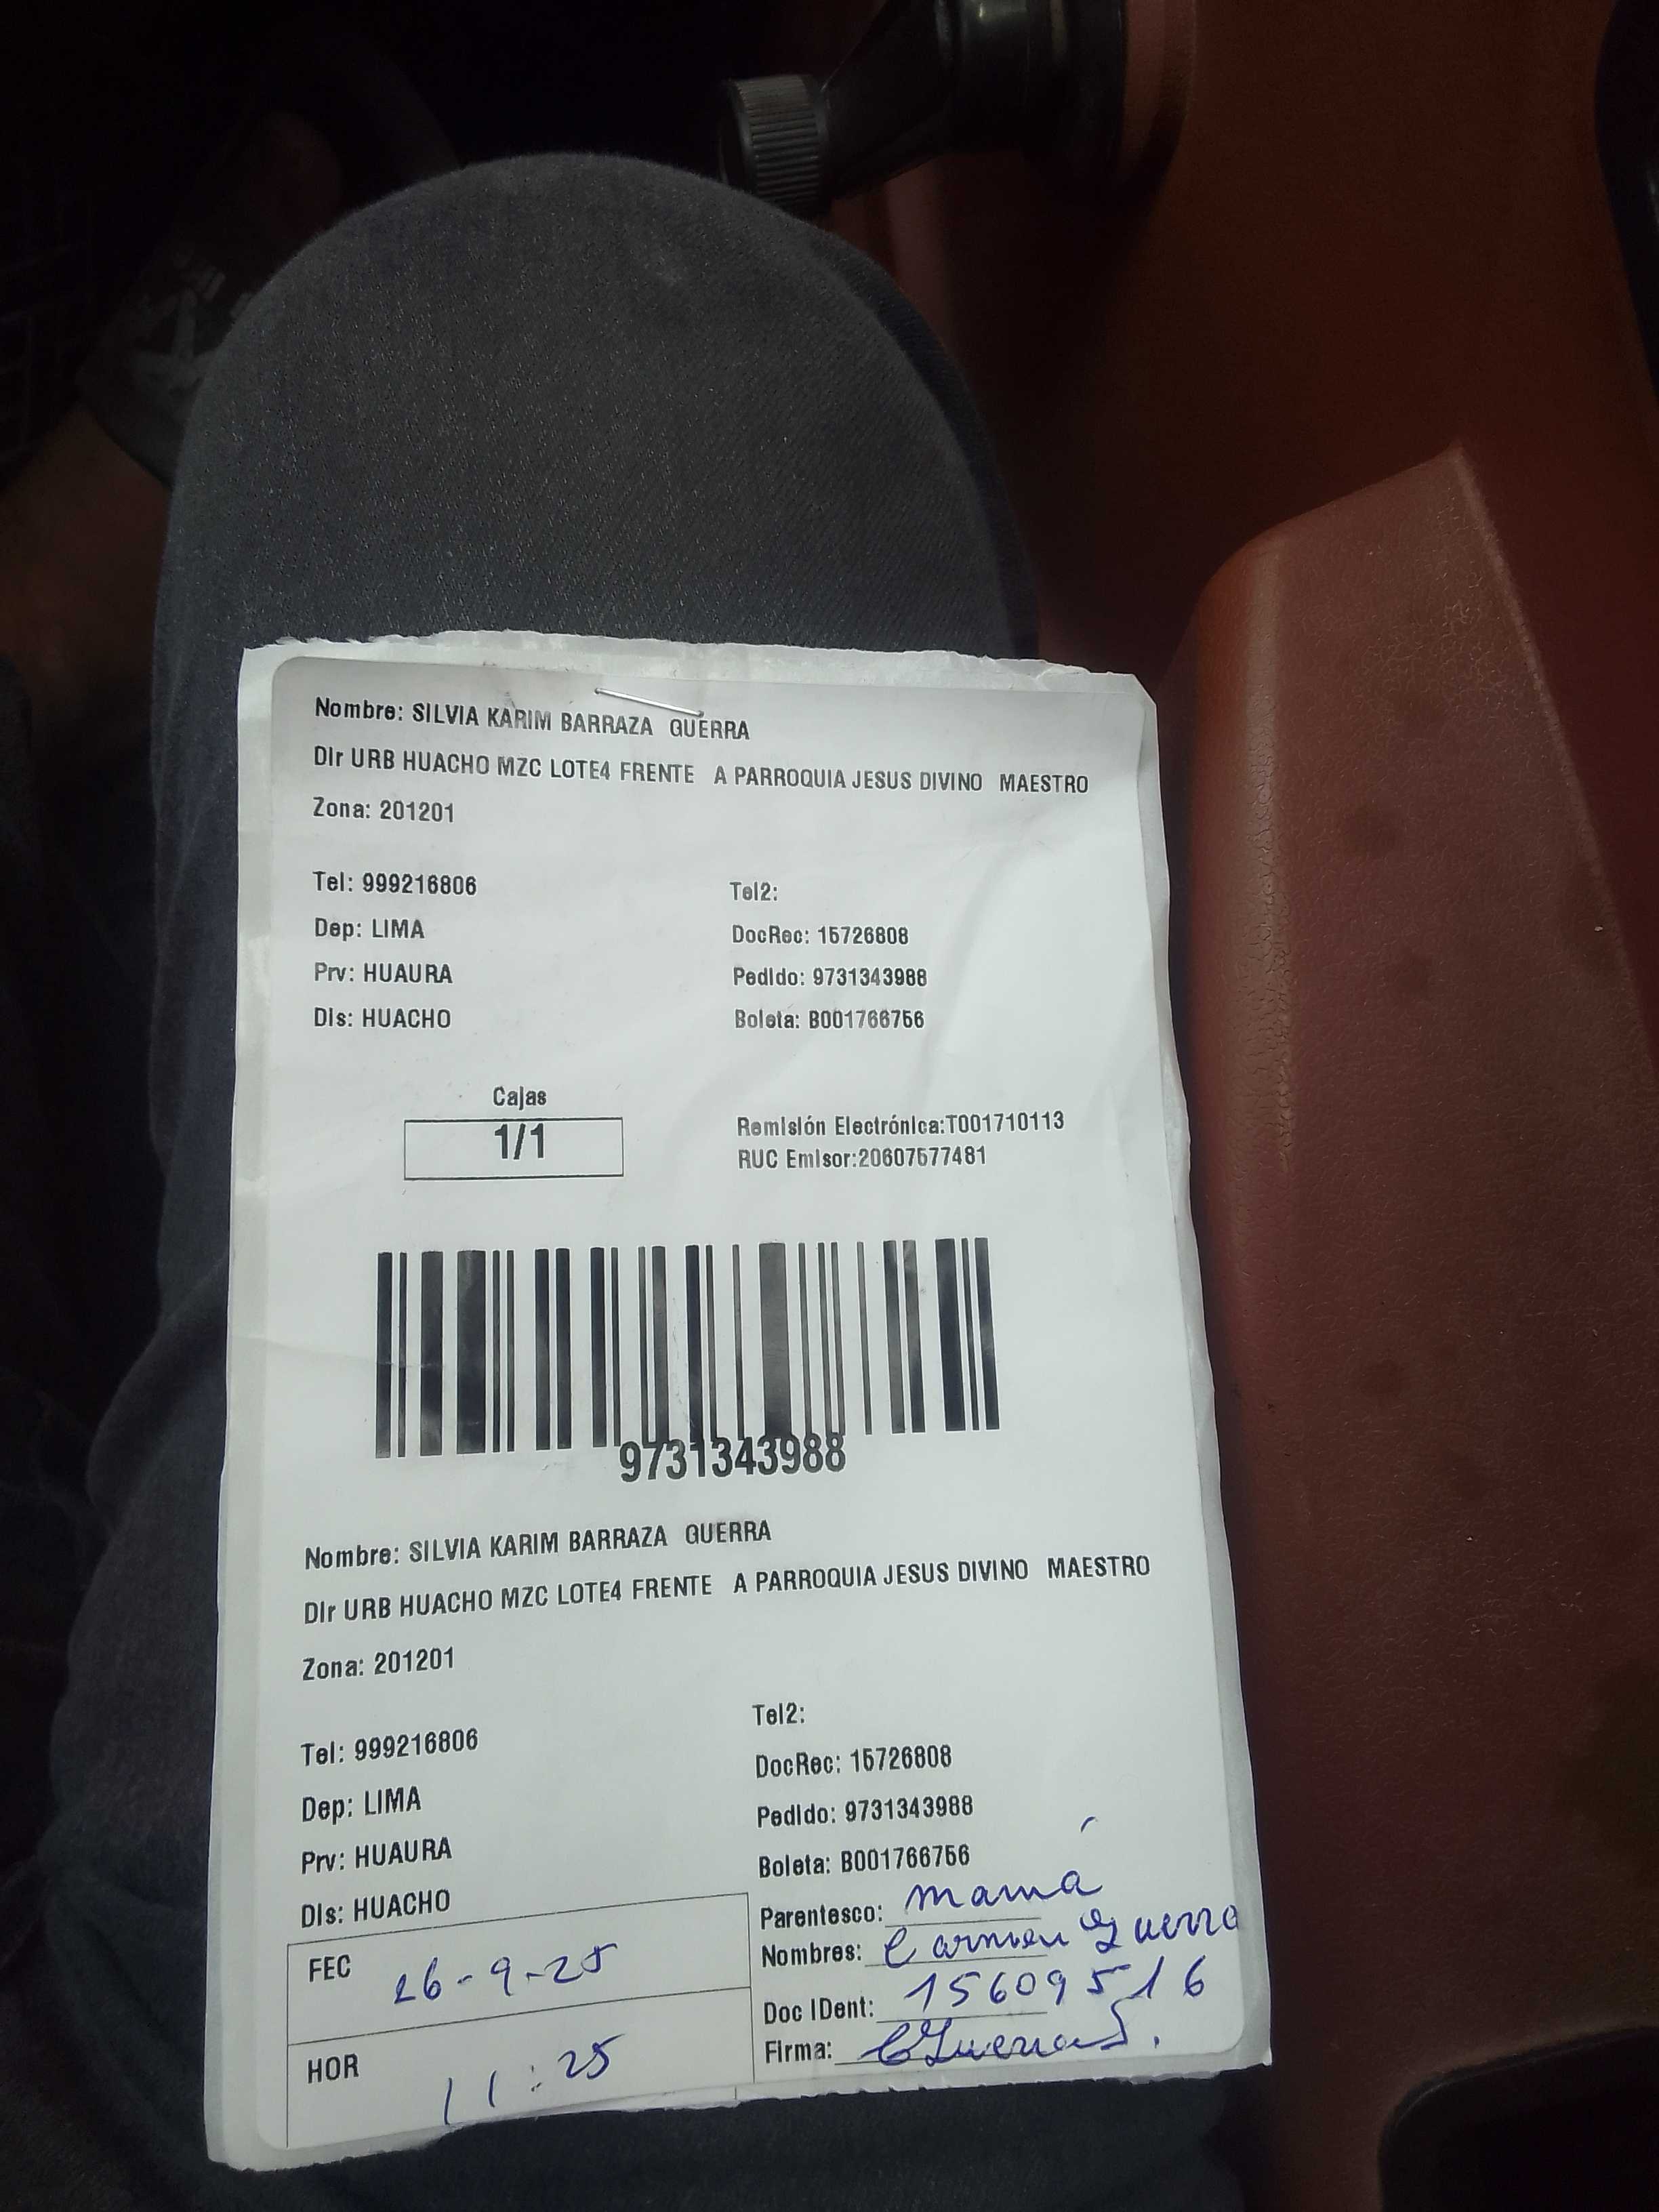 Nombre: SILVIA KARIM BARRAZA GUERRA
Dir URB HUACHO MZC LOTE4 FRENTE A PARROQUIA JESUS DIVINO MAESTRO
Zona: 201201
Tel: 999216806
Tel2:
Dep: LIMA
DocRec: 15726808
Prv: HUAURA
Pedido: 9731343988
Dis: HUACHO
Boleta: B001766756
Cajas
1/1
Remisión Electrónica:T001710113
RUC Emisor:20607577481
9731343988
Nombre: SILVIA KARIM BARRAZA GUERRA
Dir URB HUACHO MZC LOTE4 FRENTE A PARROQUIA JESUS DIVINO MAESTRO
Zona: 201201
Tel: 999216806
Tel2:
Dep: LIMA
DocRec: 15726808
Prv: HUAURA
Pedido: 9731343988
Dis: HUACHO
Boleta: B001766756
Parentesco: mamá
FEC 26-9-25
Nombres: Carmen Guerra
Doc IDent: 15609516
HOR 11:25
Firma: CGuerra